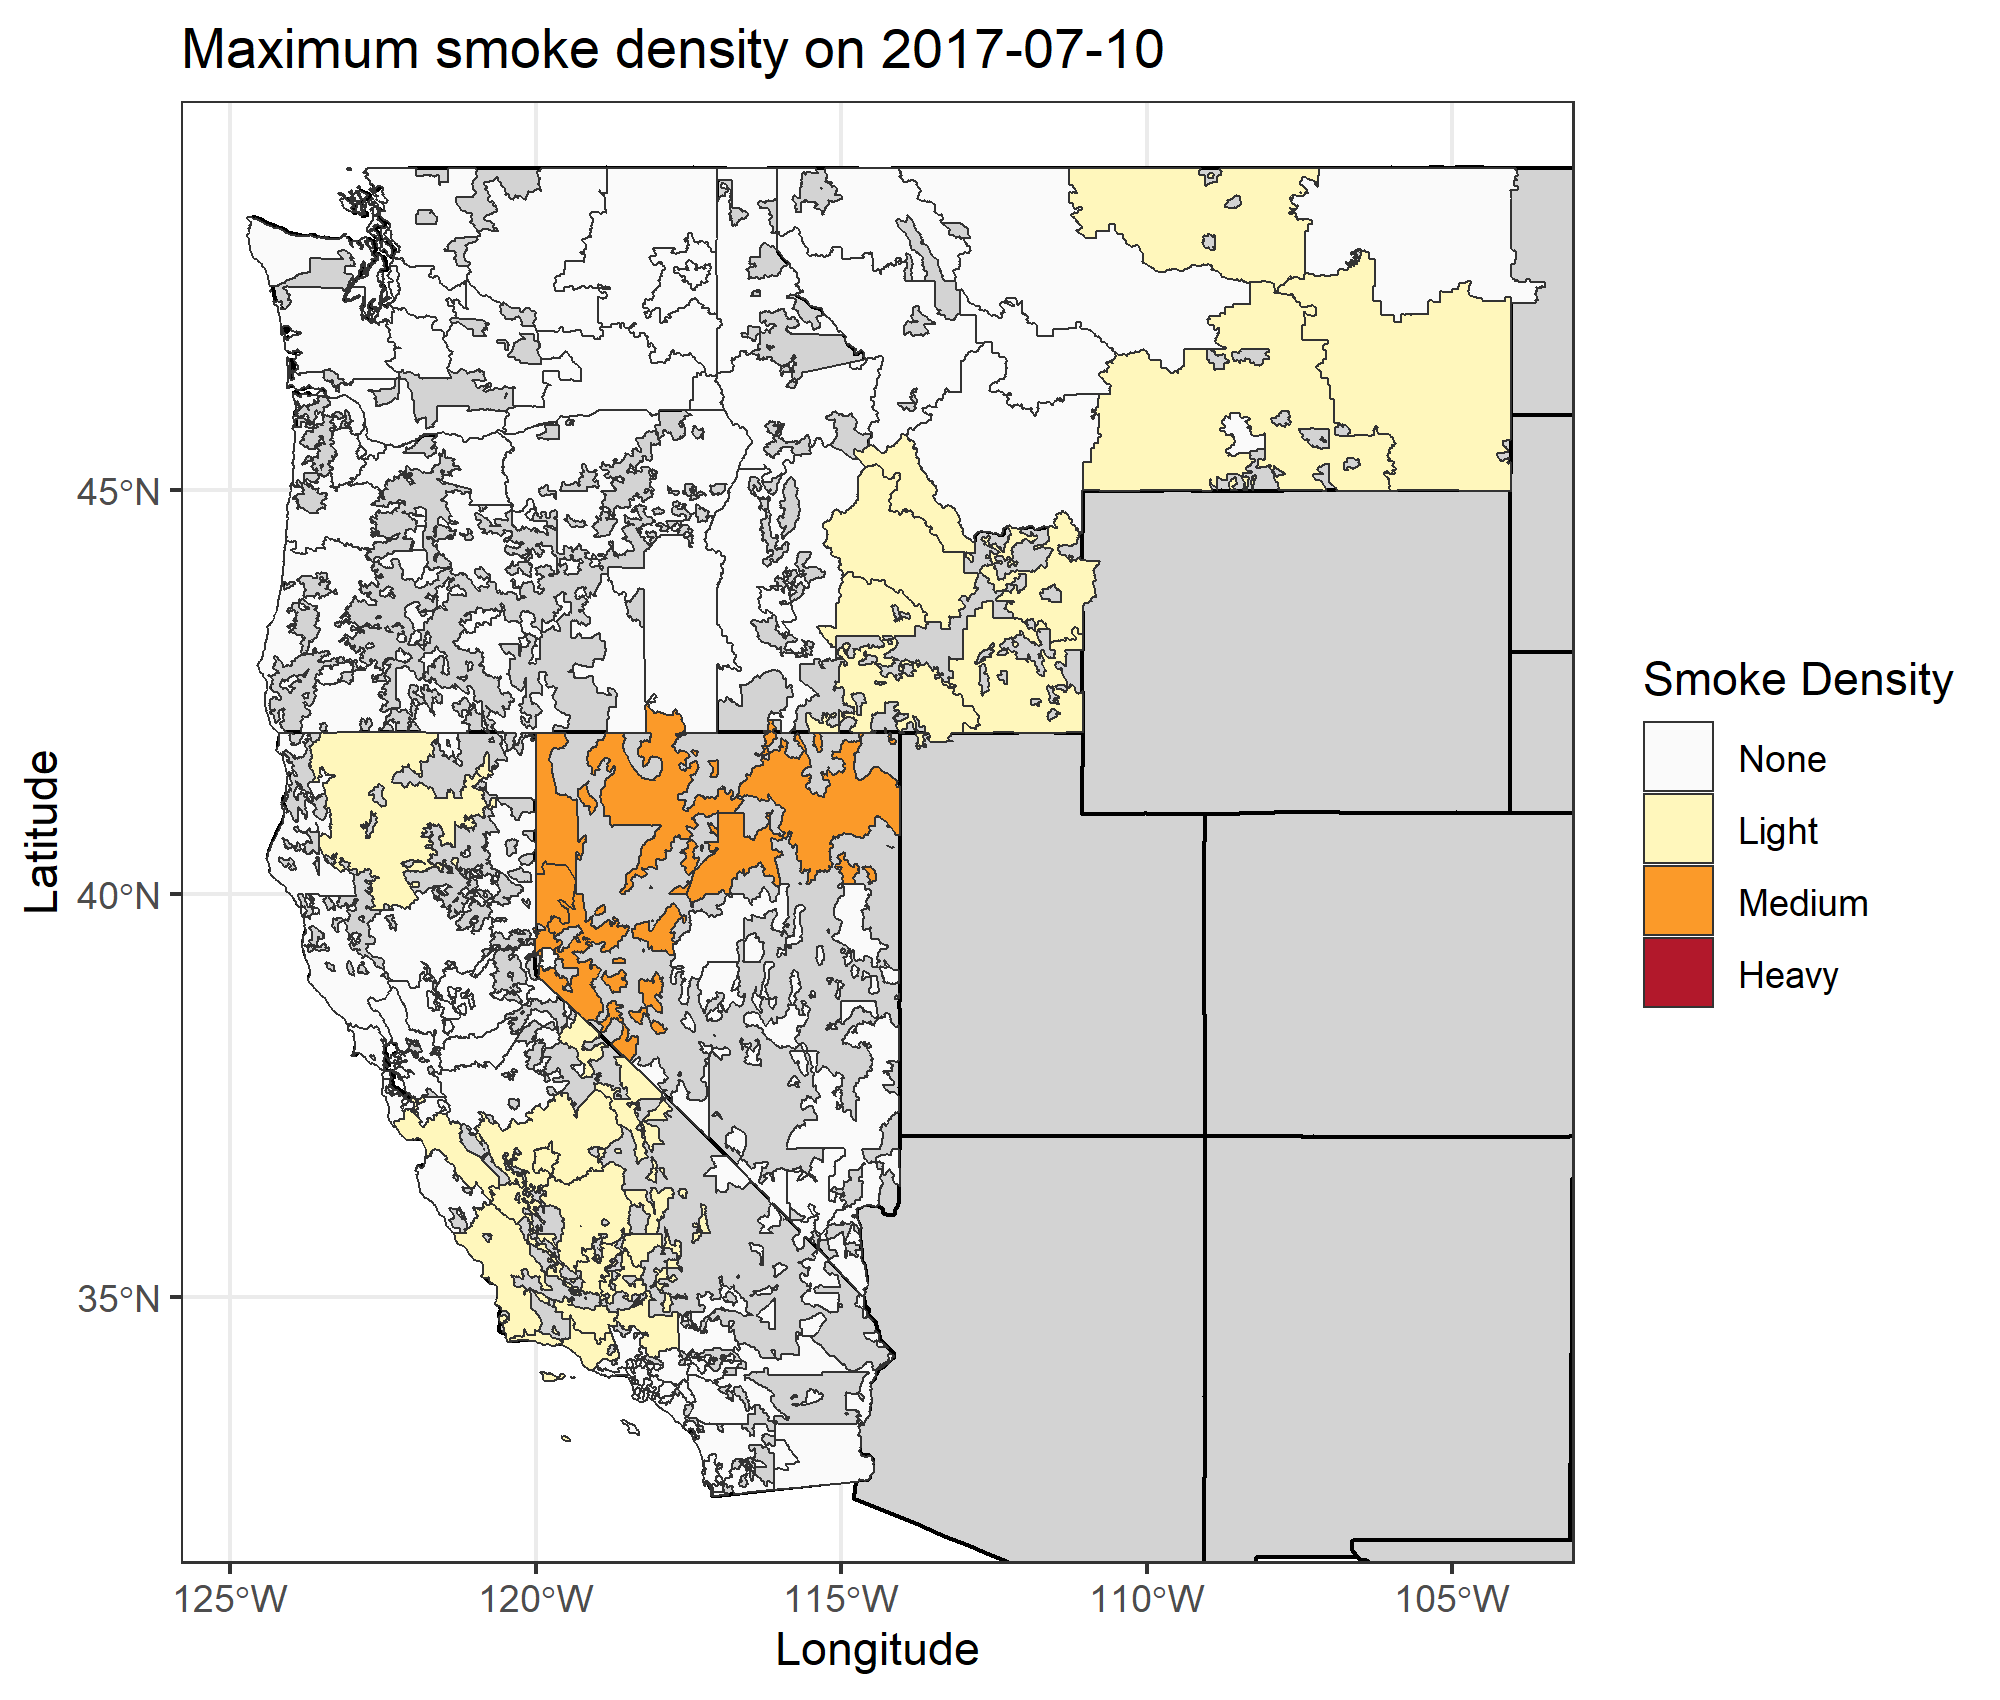 Maximum smoke density on 2017-07-10
45°N
40°N
35°N
Latitude
125°W
120°W
115°W
110°W
105°W
Longitude
Smoke Density
None
Light
Medium
Heavy